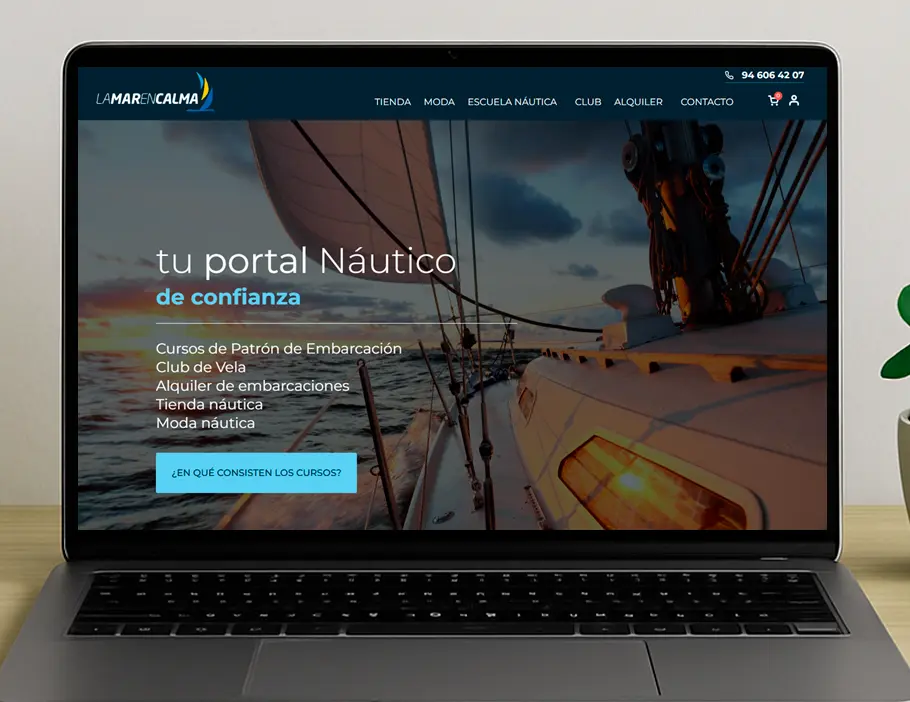 94 606 42 07
LAMARENCALMA
TIENDA MODA ESCUELA NÁUTICA CLUB ALQUILER CONTACTO
0
tu portal Náutico
de confianza
Cursos de Patrón de Embarcación
Club de Vela
Alquiler de embarcaciones
Tienda náutica
Moda náutica
¿EN QUÉ CONSISTEN LOS CURSOS?